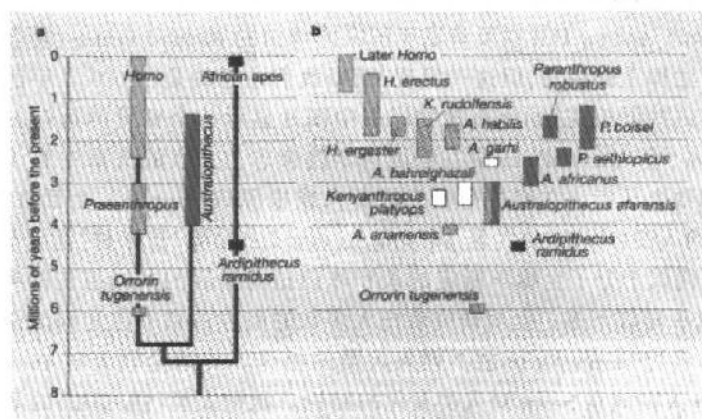 a
Millions of years before the present
0
1
2
3
4
5
6
7
8
Homo
African apes
Australopithecus
Praeanthropus
Ardipithecus
ramidus
Orrorin
tugenensis
b
Later Homo
H. erectus
K. rudolfensis
Paranthropus
robustus
H. ergaster
A. habilis
A. garhi
P. boisei
P. aethiopicus
A. bahrelghazali
A. africanus
Kenyanthropus
platyops
Australopithecus afarensis
A. anamensis
Ardipithecus
ramidus
Orrorin tugenensis